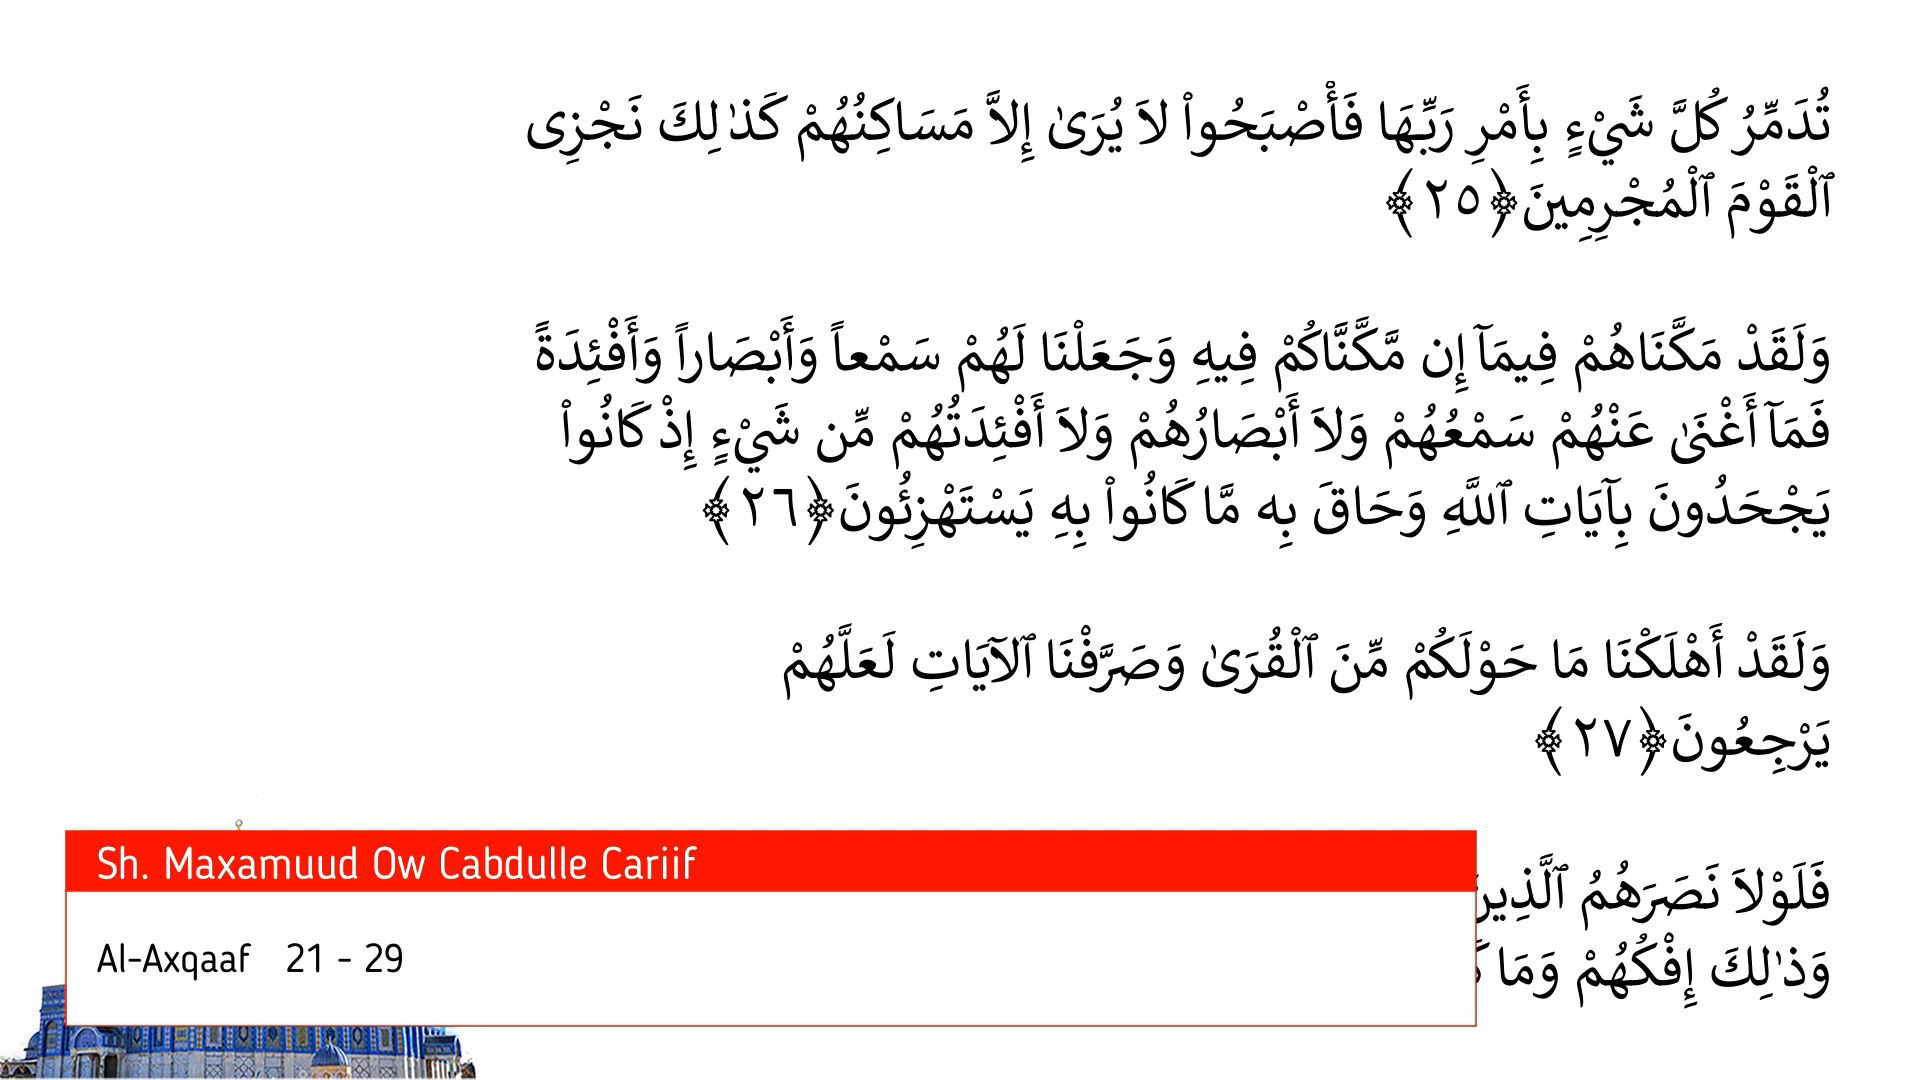 تُدَمِّرُ كُلَّ شَيْءٍ بِأَمْرِ رَبِّهَا فَأْصْبَحُواْ لاَ يُرَىٰ إِلاَّ مَسَاكِنُهُمْ كَذٰلِكَ نَجْزِى
ٱلْقَوْمَ ٱلْمُجْرِمِينَ﴿٢٥﴾
وَلَقَدْ مَكَّنَاهُمْ فِيمَآ إِن مَّكَّنَّاكُمْ فِيهِ وَجَعَلْنَا لَهُمْ سَمْعاً وَأَبْصَاراً وَأَفْئِدَةً
فَمَآ أَغْنَىٰ عَنْهُمْ سَمْعُهُمْ وَلاَ أَبْصَارُهُمْ وَلاَ أَفْئِدَتُهُمْ مِّن شَيْءٍ إِذْ كَانُواْ
يَجْحَدُونَ بِآيَاتِ ٱللَّهِ وَحَاقَ بِه مَّا كَانُواْ بِهِ يَسْتَهْزِئُونَ﴿٢٦﴾
وَلَقَدْ أَهْلَكْنَا مَا حَوْلَكُمْ مِّنَ ٱلْقُرَىٰ وَصَرَّفْنَا ٱلآيَاتِ لَعَلَّهُمْ
يَرْجِعُونَ﴿٢٧﴾
فَلَوْلاَ نَصَرَهُمُ
وَذٰلِكَ إِفْكُهُمْ وَمَا
Sh. Maxamuud Ow Cabdulle Cariif
Al-Axqaaf 21 - 29